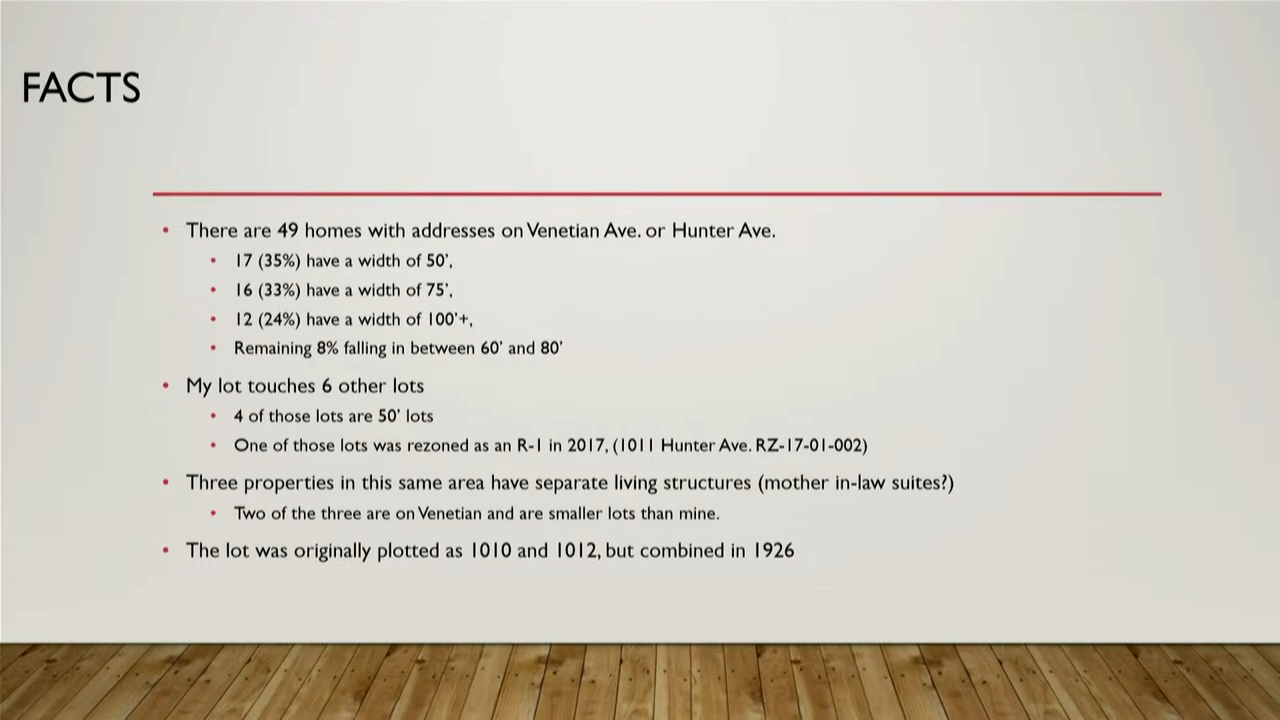 FACTS
• There are 49 homes with addresses on Venetian Ave. or Hunter Ave.
• 17 (35%) have a width of 50’,
• 16 (33%) have a width of 75’,
• 12 (24%) have a width of 100’+,
• Remaining 8% falling in between 60’ and 80’
• My lot touches 6 other lots
• 4 of those lots are 50’ lots
• One of those lots was rezoned as an R-1 in 2017, (1011 Hunter Ave. RZ-17-01-002)
• Three properties in this same area have separate living structures (mother in-law suites?)
• Two of the three are on Venetian and are smaller lots than mine.
• The lot was originally plotted as 1010 and 1012, but combined in 1926